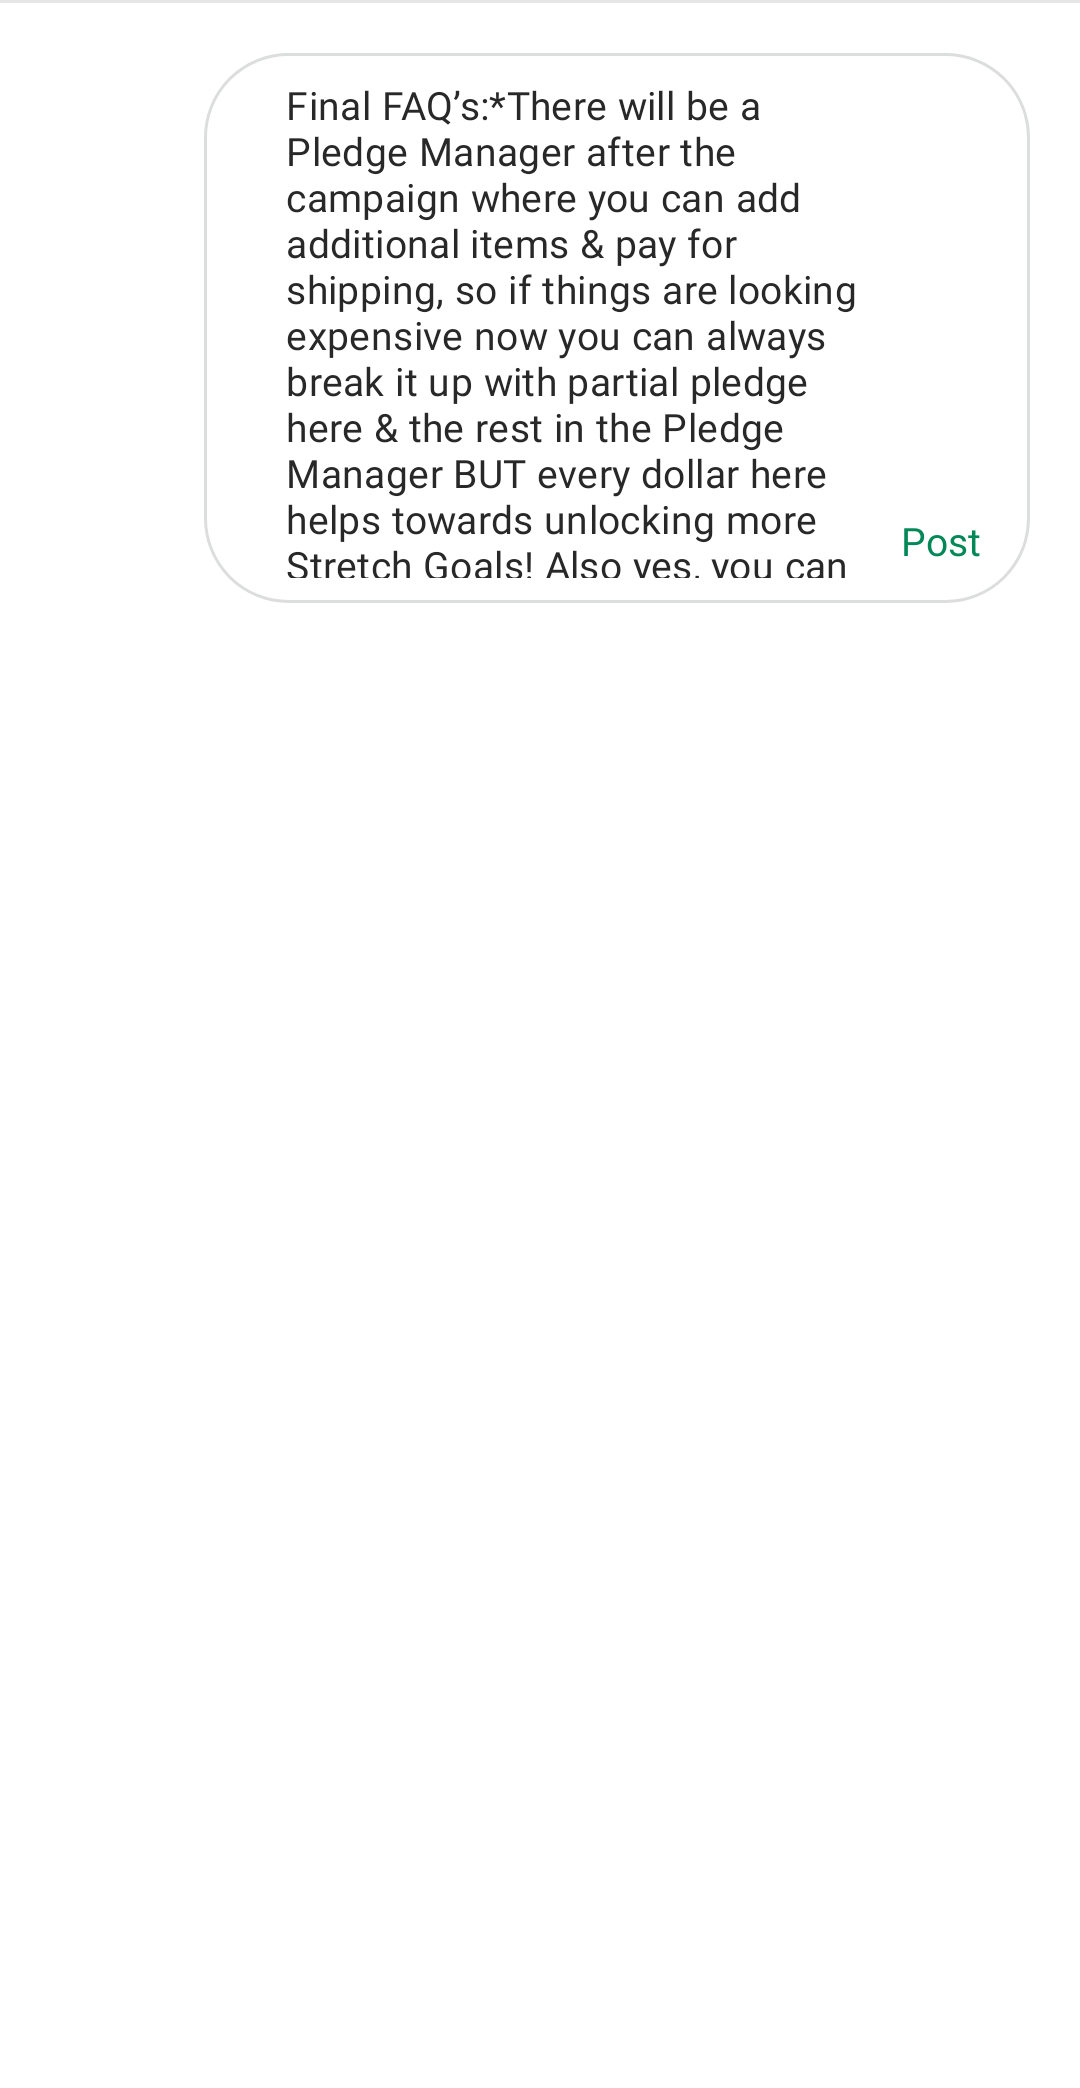 Final FAQ’s:*There will be a
Pledge Manager after the
campaign where you can add
additional items & pay for
shipping, so if things are looking
expensive now you can always
break it up with partial pledge
here & the rest in the Pledge
Manager BUT every dollar here
helps towards unlocking more
Stretch Goals! Also yes, you can
Post